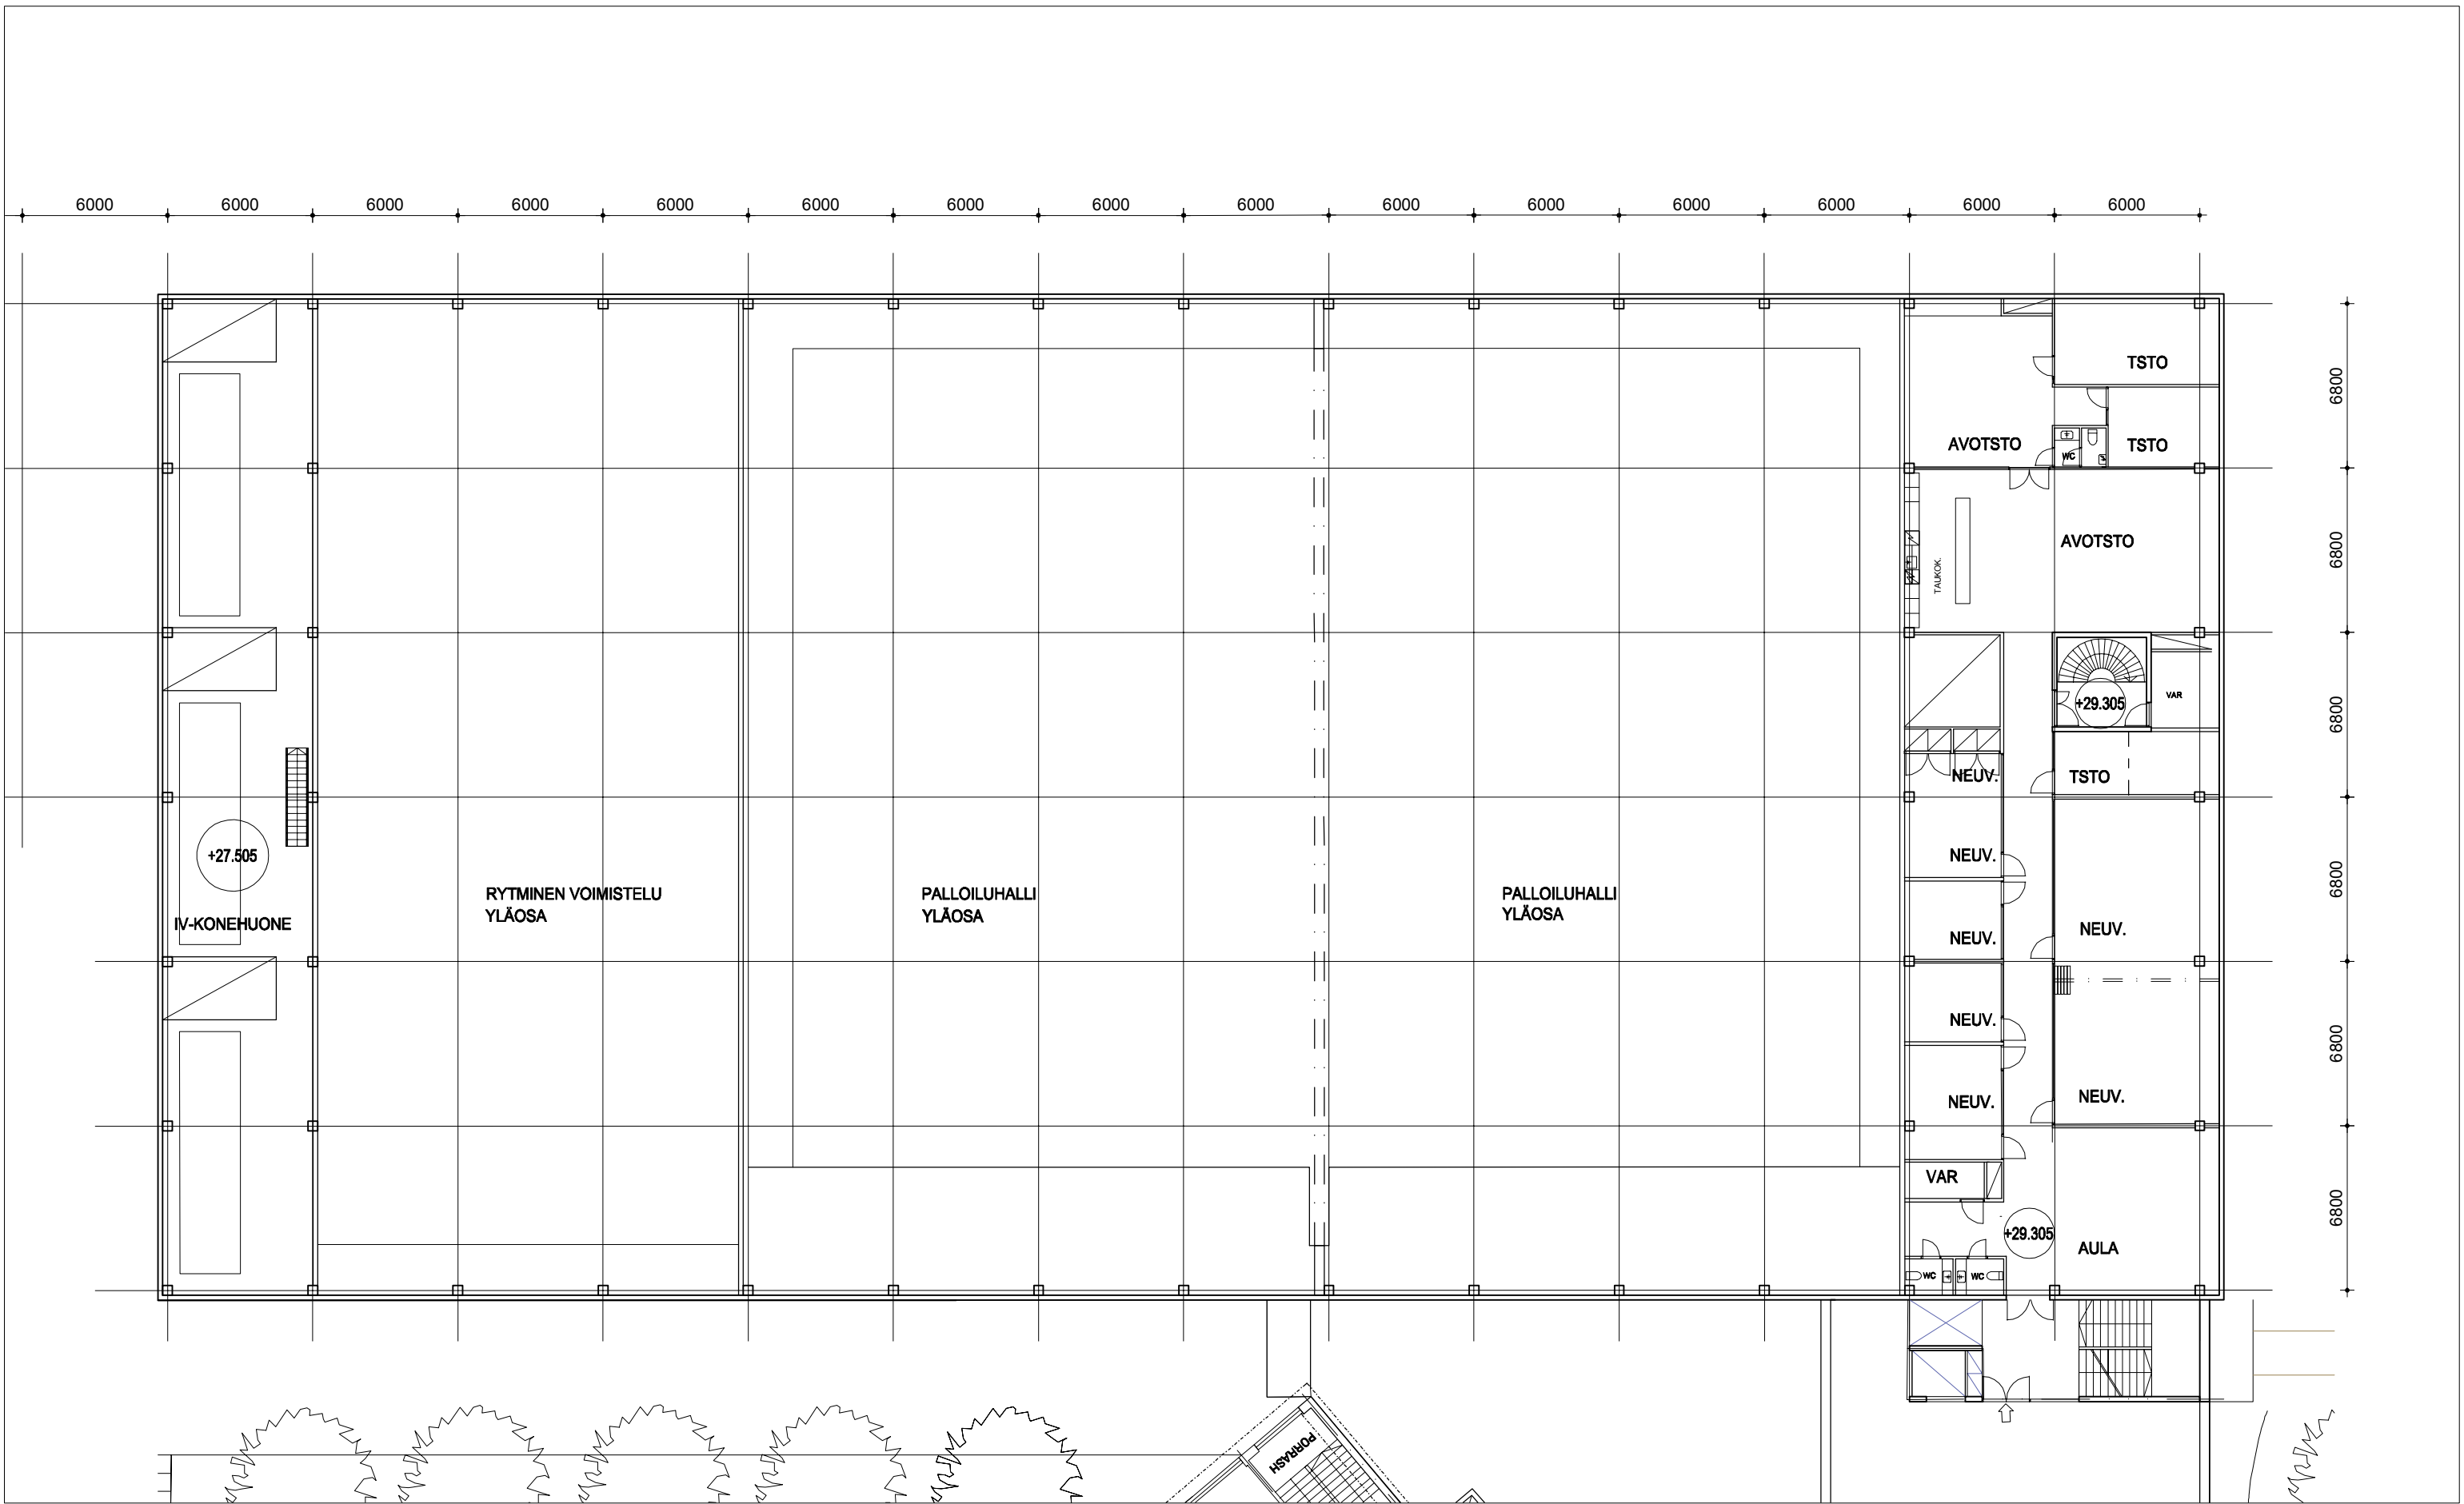 6000 6000 6000 6000 6000 6000 6000 6000 6000 6000 6000 6000 6000 6000 6000
TSTO
6800
AVOTSTO
TSTO
WC
AVOTSTO
6800
TAUKOK.
VAR
+29.305
6800
NEUV.
TSTO
+27.505
NEUV.
6800
RYTMINEN VOIMISTELU
YLÄOSA
PALLOILUHALLI
YLÄOSA
PALLOILUHALLI
YLÄOSA
IV-KONEHUONE
NEUV.
NEUV.
NEUV.
6800
NEUV.
NEUV.
VAR
6800
+29.305
AULA
WC
WC
PORRASH